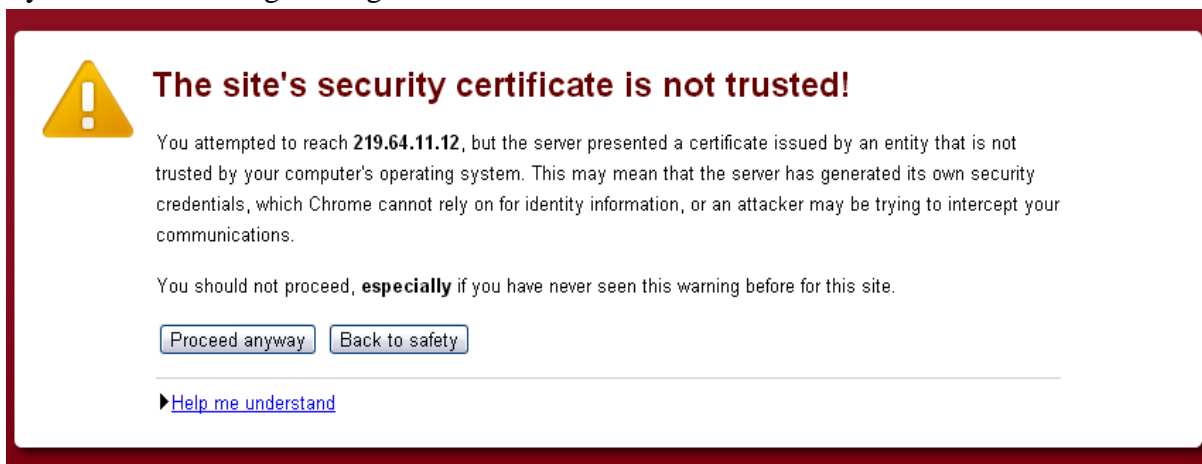 The site's security certificate is not trusted!
You attempted to reach 219.64.11.12, but the server presented a certificate issued by an entity that is not
trusted by your computer's operating system. This may mean that the server has generated its own security
credentials, which Chrome cannot rely on for identity information, or an attacker may be trying to intercept your
communications.
You should not proceed, especially if you have never seen this warning before for this site.
Proceed anyway Back to safety
Help me understand